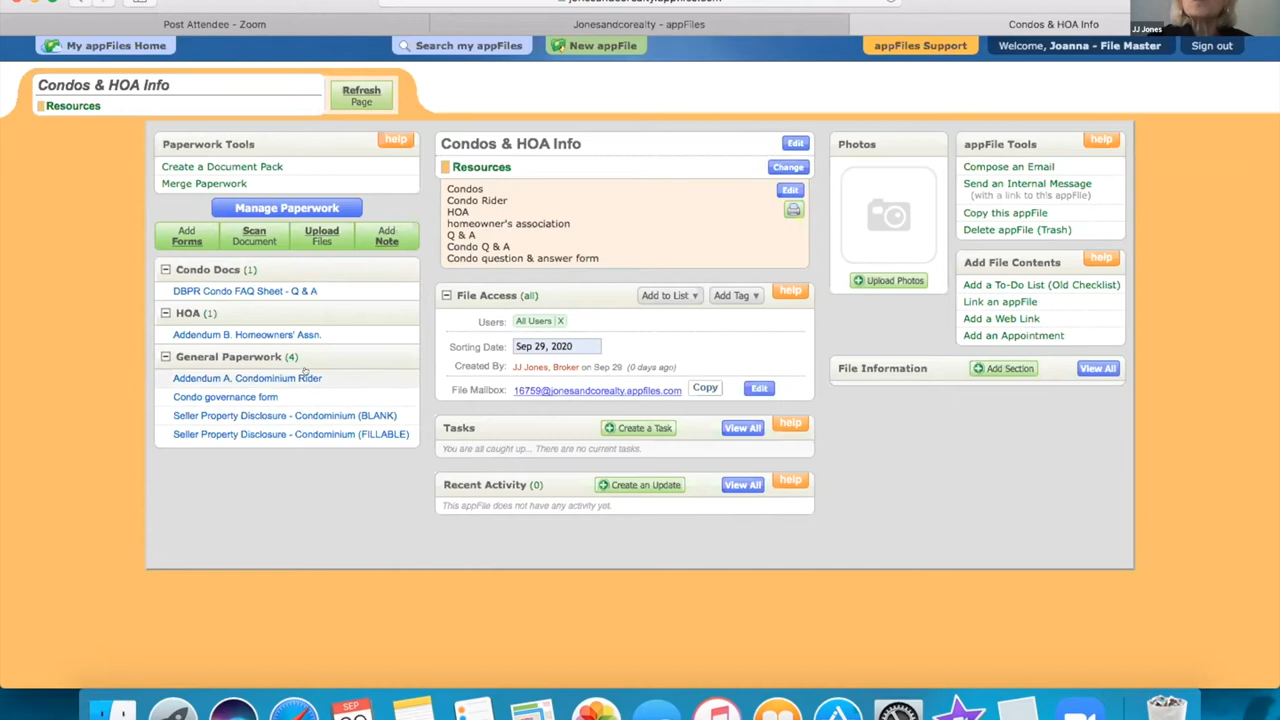 Post Attendee - Zoom
Jonesandcorealty - appFiles
Condos & HOA Info
JJ Jones
My appFiles Home
Search my appFiles
New appFile
appFiles Support
Welcome, Joanna - File Master
Sign out
Condos & HOA Info
Resources
Refresh
Page
Paperwork Tools
help
Create a Document Pack
Merge Paperwork
Manage Paperwork
Add
Forms
Scan
Document
Upload
Files
Add
Note
Condo Docs (1)
DBPR Condo FAQ Sheet - Q & A
HOA (1)
Addendum B. Homeowners' Assn.
General Paperwork (4)
Addendum A. Condominium Rider
Condo governance form
Seller Property Disclosure - Condominium (BLANK)
Seller Property Disclosure - Condominium (FILLABLE)
Condos & HOA Info
Edit
Resources
Change
Condos
Edit
Condo Rider
HOA
homeowner's association
Q & A
Condo Q & A
Condo question & answer form
File Access (all)
Add to List ▾
Add Tag ▾
help
Users:
All Users
X
Sorting Date:
Sep 29, 2020
Created By:
JJ Jones, Broker on Sep 29 (0 days ago)
File Mailbox:
16759@jonesandcorealty.appfiles.com
Copy
Edit
Tasks
Create a Task
View All
help
You are all caught up... There are no current tasks.
Recent Activity (0)
Create an Update
View All
help
This appFile does not have any activity yet.
Photos
Upload Photos
appFile Tools
help
Compose an Email
Send an Internal Message
(with a link to this appFile)
Copy this appFile
Delete appFile (Trash)
Add File Contents
help
Add a To-Do List (Old Checklist)
Link an appFile
Add a Web Link
Add an Appointment
File Information
Add Section
View All
SEP